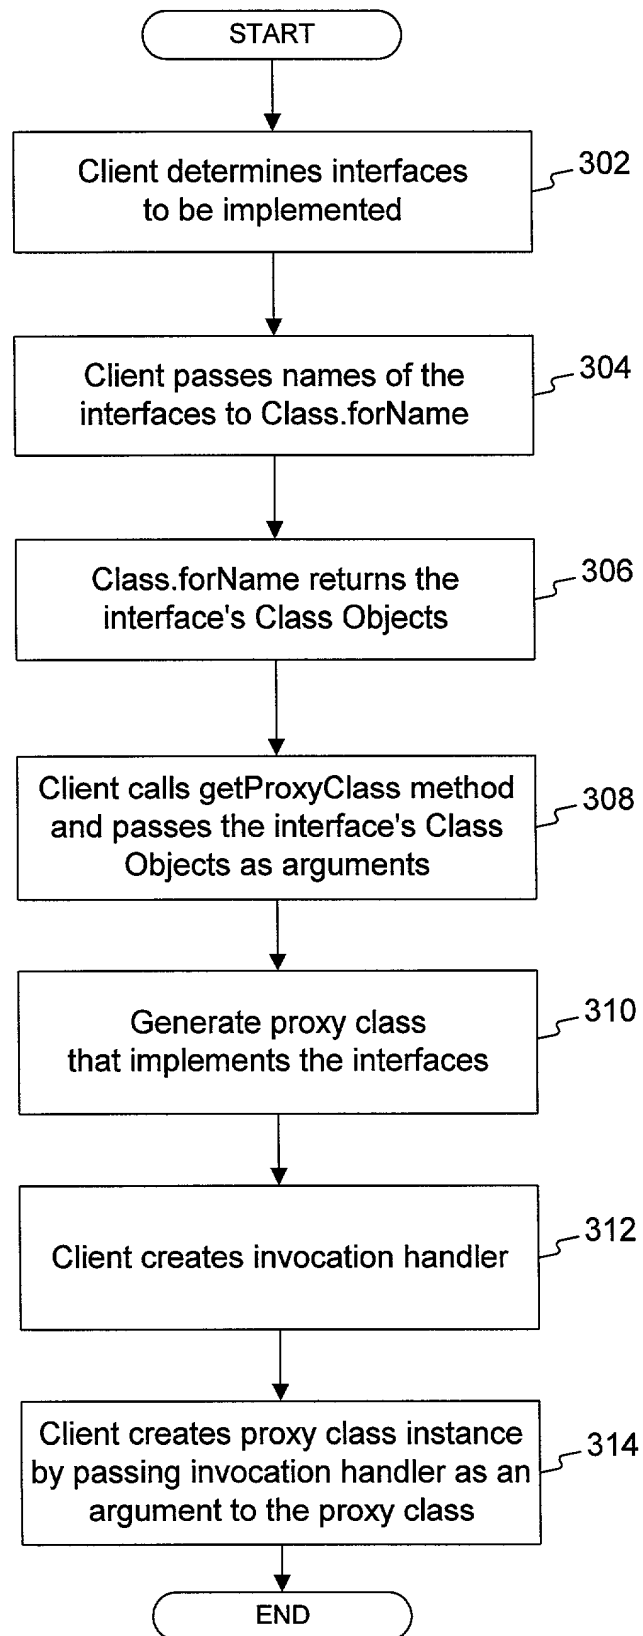 START
Client determines interfaces
to be implemented
302
Client passes names of the
interfaces to Class.forName
304
Class.forName returns the
interface's Class Objects
306
Client calls getProxyClass method
and passes the interface's Class
Objects as arguments
308
Generate proxy class
that implements the interfaces
310
Client creates invocation handler
312
Client creates proxy class instance
by passing invocation handler as an
argument to the proxy class
314
END